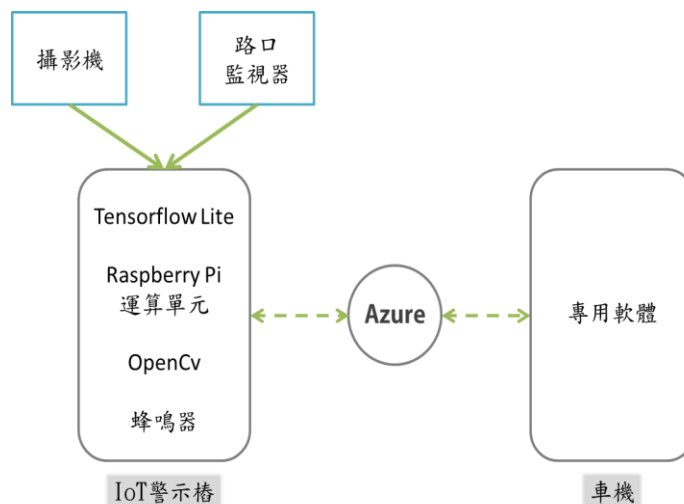 攝影機
路口
監視器
Tensorflow Lite
Raspberry Pi
運算單元
OpenCv
蜂鳴器
Azure
專用軟體
IoT警示樁
車機